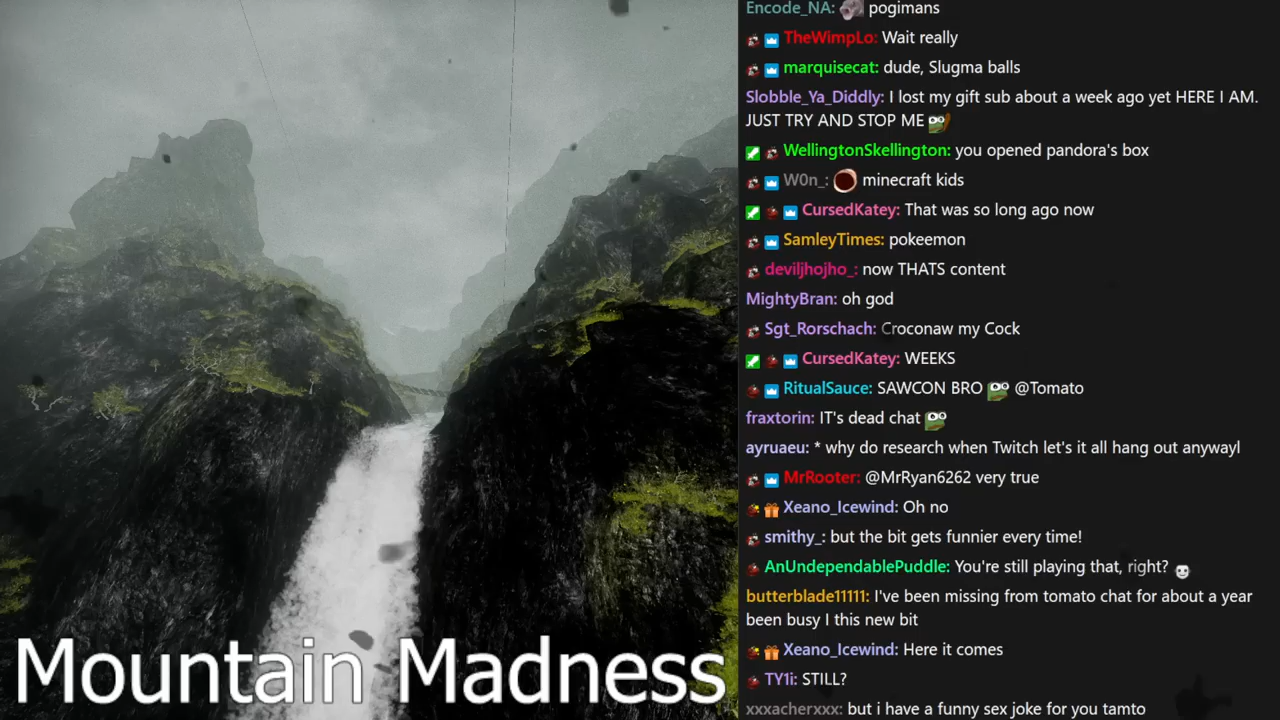 Encode_NA: pogimans
TheWimpLo: Wait really
marquisecat: dude, Slugma balls
Slobble_Ya_Diddly: I lost my gift sub about a week ago yet HERE I AM.
JUST TRY AND STOP ME
WellingtonSkellington: you opened pandora's box
W0n_: minecraft kids
CursedKatey: That was so long ago now
SamleyTimes: pokeemon
deviljhojho_: now THATS content
MightyBran: oh god
Sgt_Rorschach: Croconaw my Cock
CursedKatey: WEEKS
RitualSauce: SAWCON BRO @Tomato
fraxtorin: IT's dead chat
ayruaeu: * why do research when Twitch let's it all hang out anywayl
MrRooter: @MrRyan6262 very true
Xeano_Icewind: Oh no
smithy_: but the bit gets funnier every time!
AnUndependablePuddle: You're still playing that, right?
butterblade11111: I've been missing from tomato chat for about a year
been busy I this new bit
Xeano_Icewind: Here it comes
TY1i: STILL?
xxxacherxxx: but i have a funny sex joke for you tamto
Mountain Madness